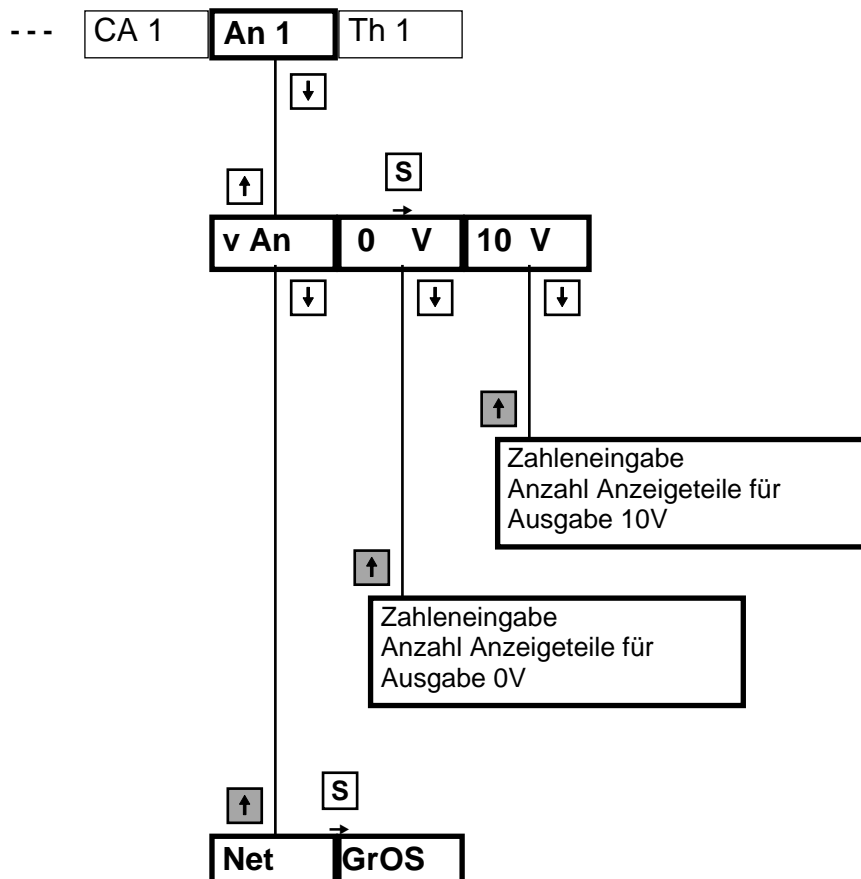 --- CA 1 An 1 Th 1
↓
S
↑
→
v An 0 V 10 V
↓ ↓ ↓
↑
Zahleneingabe
Anzahl Anzeigeteile für
Ausgabe 10V
↑
Zahleneingabe
Anzahl Anzeigeteile für
Ausgabe 0V
S
↑
→
Net GrOS